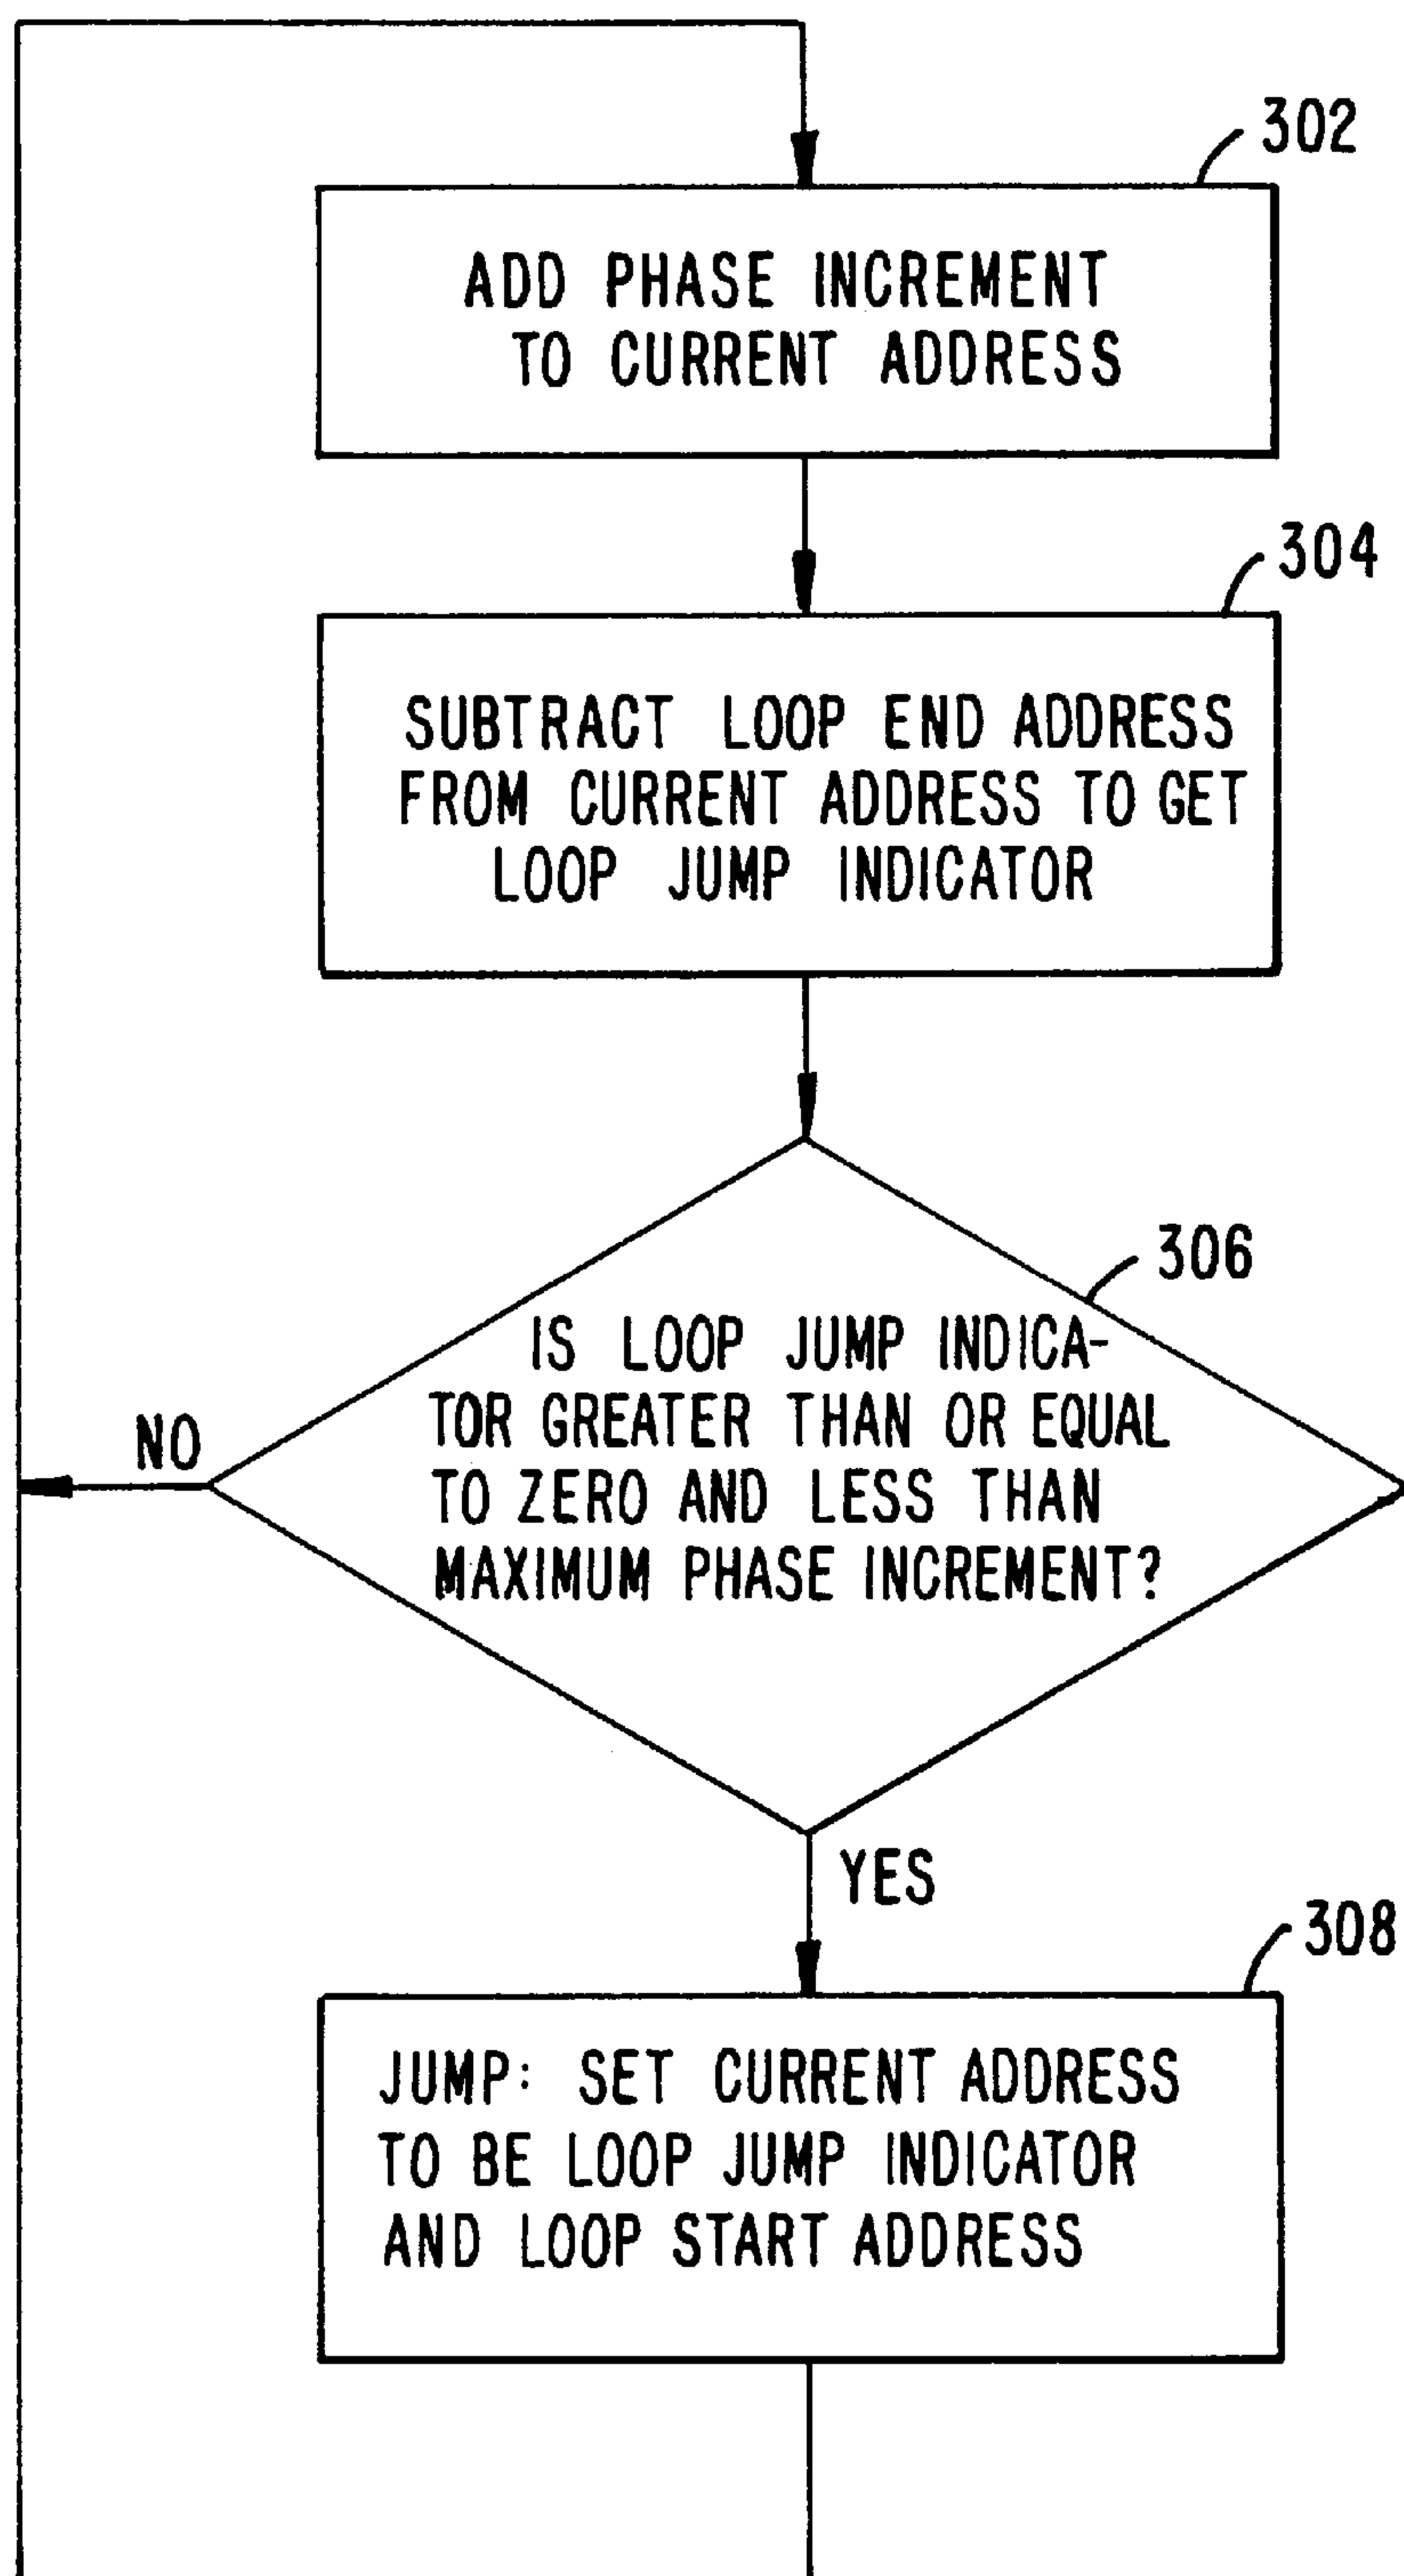 302
ADD PHASE INCREMENT
TO CURRENT ADDRESS
304
SUBTRACT LOOP END ADDRESS
FROM CURRENT ADDRESS TO GET
LOOP JUMP INDICATOR
306
IS LOOP JUMP INDICA-
TOR GREATER THAN OR EQUAL
TO ZERO AND LESS THAN
MAXIMUM PHASE INCREMENT?
NO
YES
308
JUMP: SET CURRENT ADDRESS
TO BE LOOP JUMP INDICATOR
AND LOOP START ADDRESS